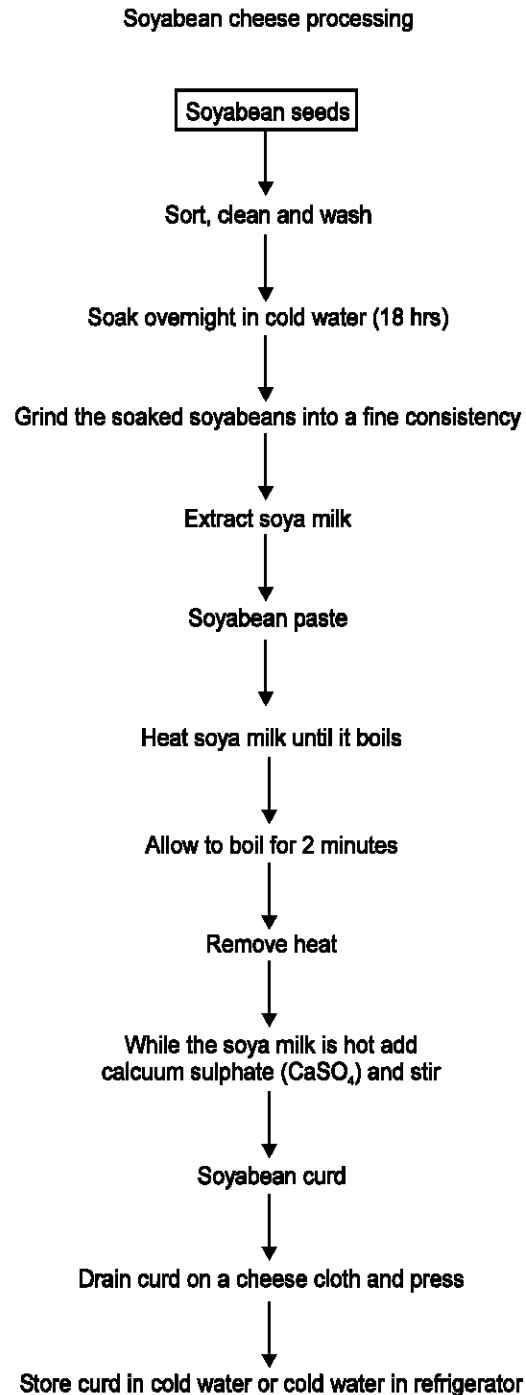 Soyabean cheese processing
Soyabean seeds
Sort, clean and wash
Soak overnight in cold water (18 hrs)
Grind the soaked soyabeans into a fine consistency
Extract soya milk
Soyabean paste
Heat soya milk until it boils
Allow to boil for 2 minutes
Remove heat
While the soya milk is hot add
calcuum sulphate (CaSO₄) and stir
Soyabean curd
Drain curd on a cheese cloth and press
Store curd in cold water or cold water in refrigerator